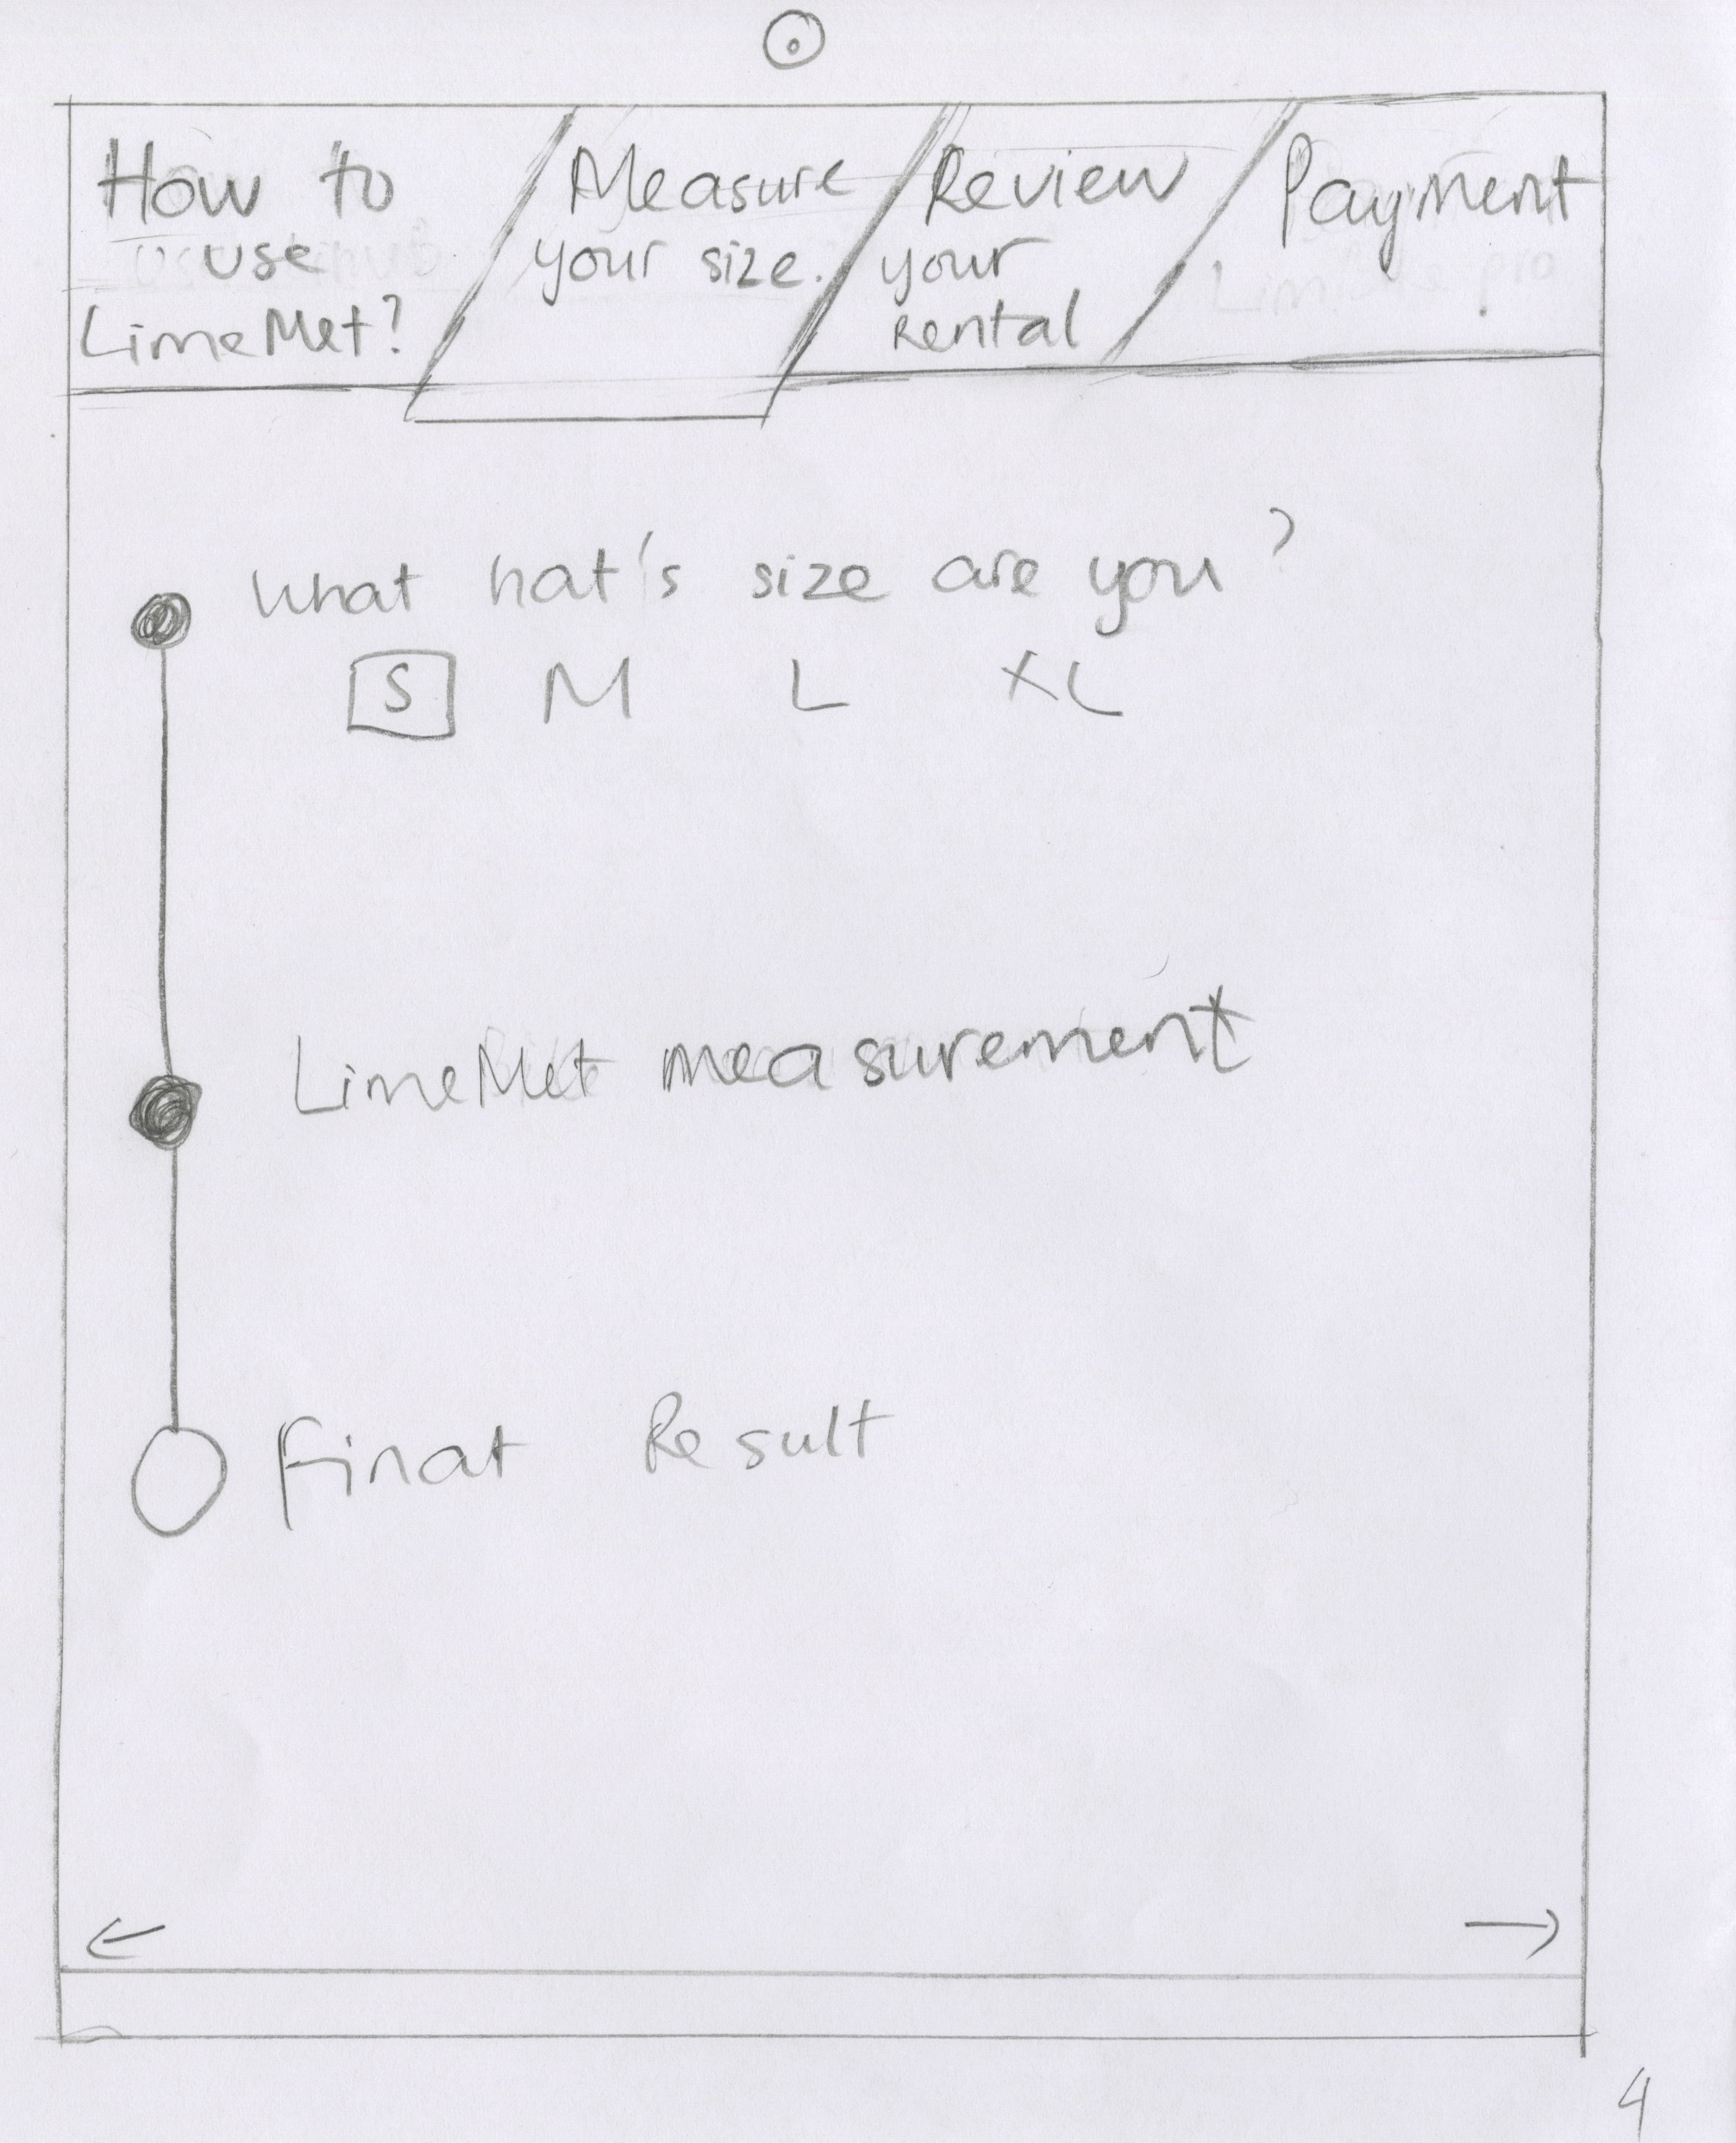 How to
use
LimeMet?
Measure
your size.
Review
your
Rental
Payment
What hat's size are you?
S M L XL
LimeMet measurement
Final Result
4